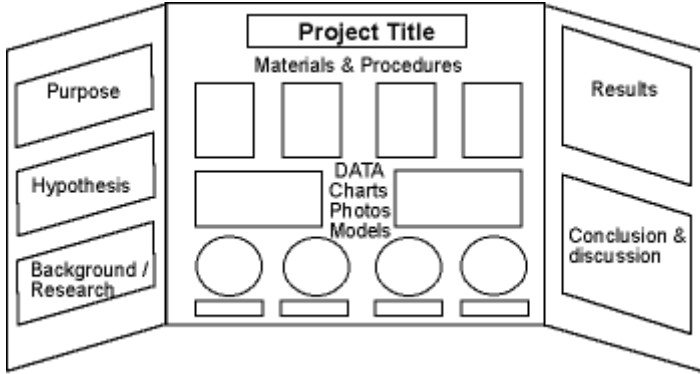 Project Title
Materials & Procedures
Purpose
Hypothesis
Background /
Research
DATA
Charts
Photos
Models
Results
Conclusion &
discussion